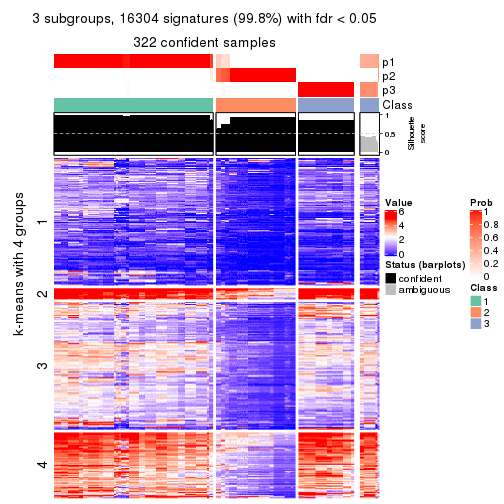 3 subgroups, 16304 signatures (99.8%) with fdr < 0.05
322 confident samples
p1
p2
p3
Class
1
0.5
0
Silhouette
score
k-means with 4 groups
1
2
3
4
Value
6
4
2
0
Status (barplots)
confident
ambiguous
Prob
1
0.8
0.6
0.4
0.2
0
Class
1
2
3